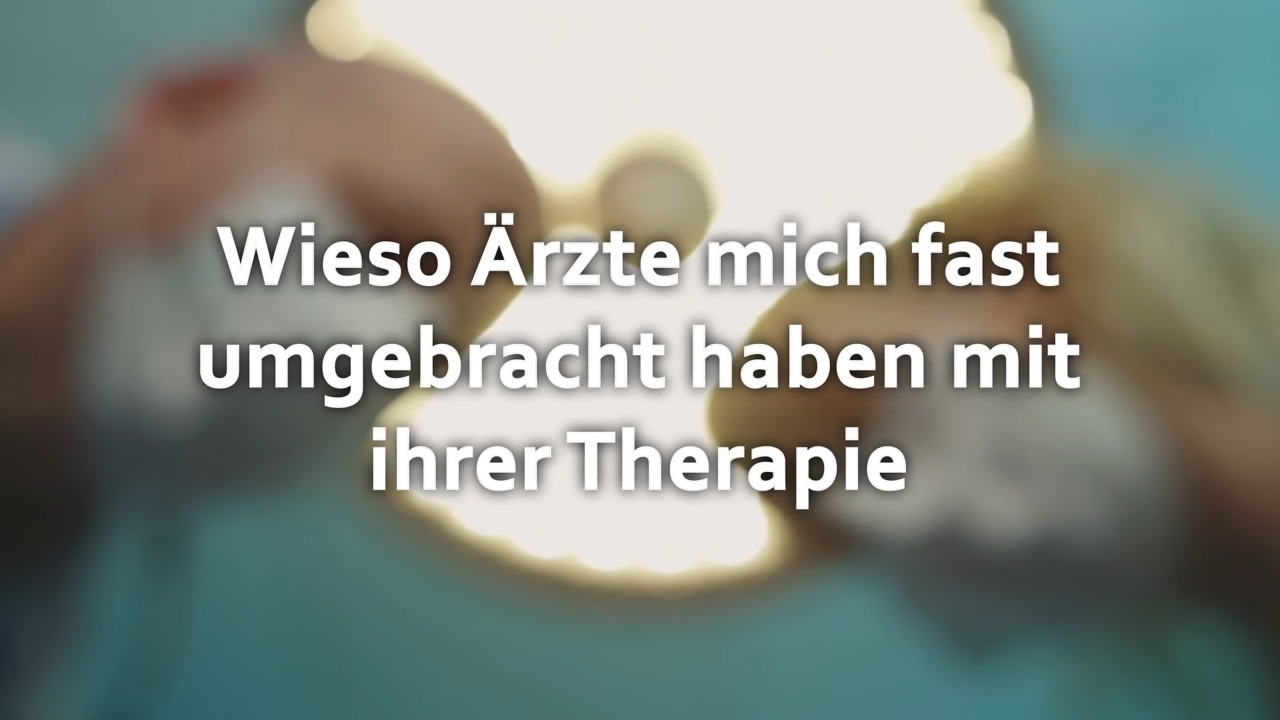 Wieso Ärzte mich fast
umgebracht haben mit
ihrer Therapie